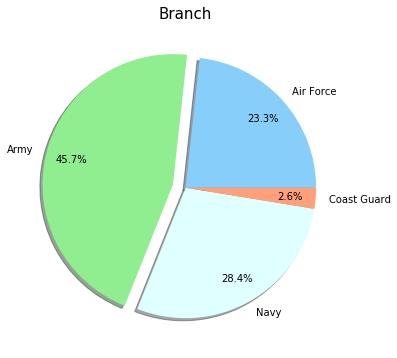 Branch
Air Force
23.3%
Army
45.7%
Coast Guard
2.6%
28.4%
Navy